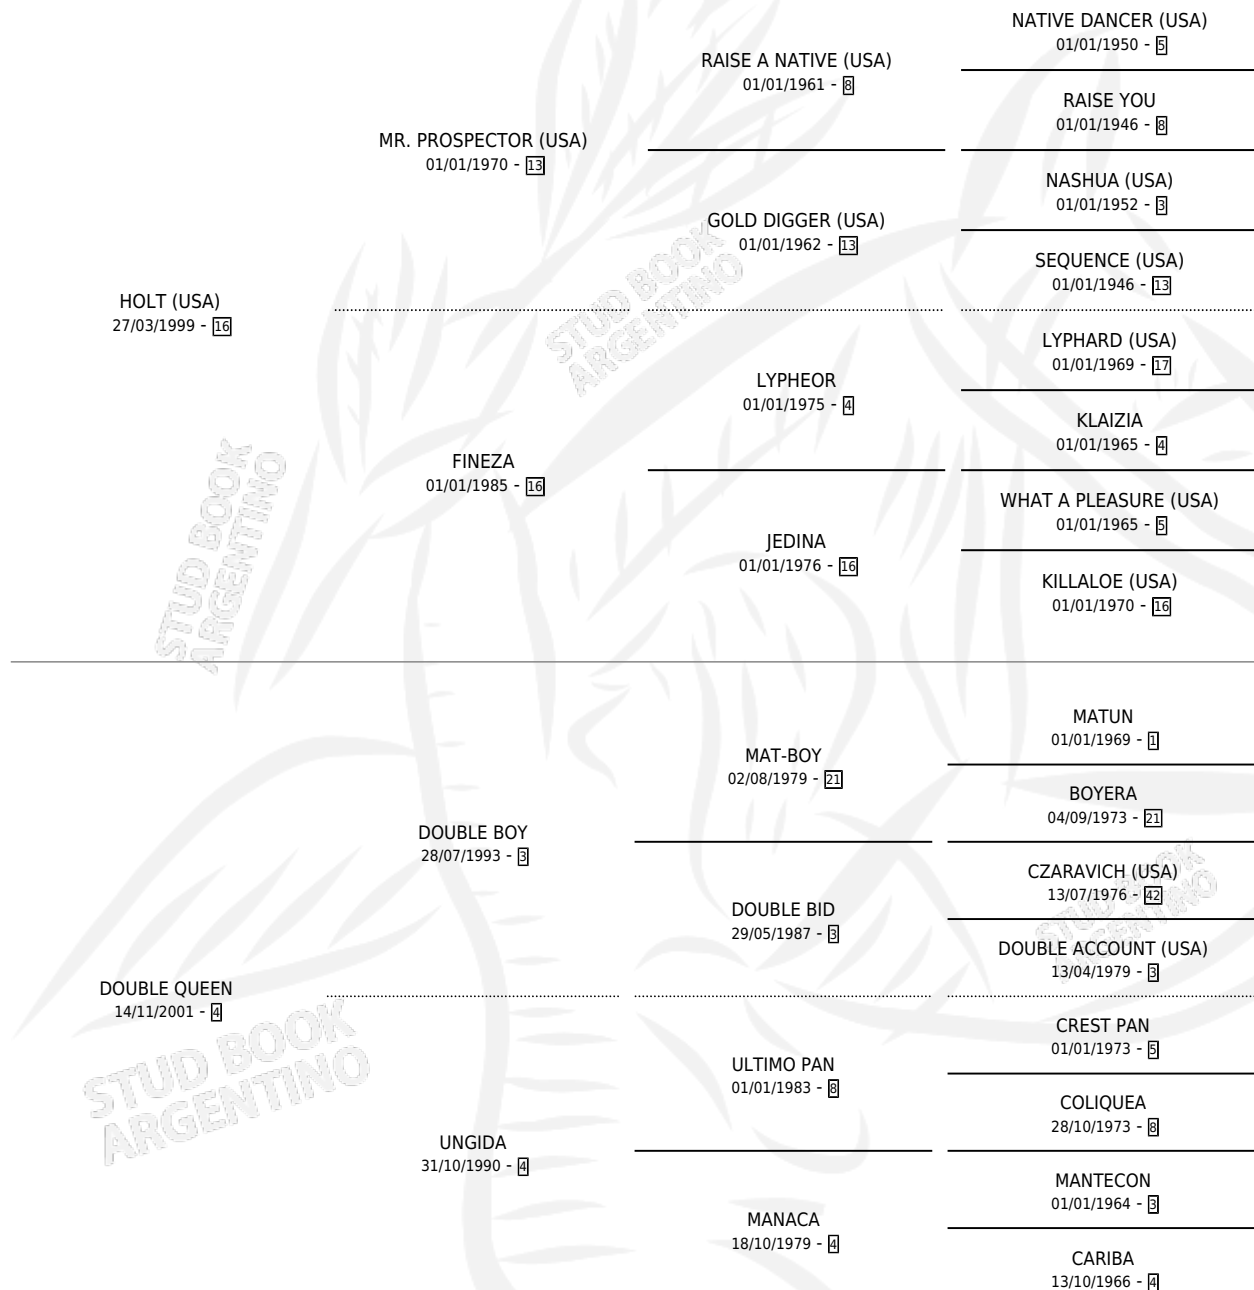 NATIVE DANCER (USA)
01/01/1950 - 5
RAISE A NATIVE (USA)
01/01/1961 - 8
RAISE YOU
01/01/1946 - 8
MR. PROSPECTOR (USA)
01/01/1970 - 13
NASHUA (USA)
01/01/1952 - 3
GOLD DIGGER (USA)
01/01/1962 - 13
SEQUENCE (USA)
01/01/1946 - 13
HOLT (USA)
27/03/1999 - 16
STUD BOOK
ARGENTINO
LYPHARD (USA)
01/01/1969 - 17
LYPHEOR
01/01/1975 - 4
KLAIZIA
01/01/1965 - 4
FINEZA
01/01/1985 - 16
WHAT A PLEASURE (USA)
01/01/1965 - 5
JEDINA
01/01/1976 - 16
KILLALOE (USA)
01/01/1970 - 16
STUD BOOK
ARGENTINO
MATUN
01/01/1969 - 1
MAT-BOY
02/08/1979 - 21
BOYERA
04/09/1973 - 21
DOUBLE BOY
28/07/1993 - 3
CZARAVICH (USA)
13/07/1976 - 42
DOUBLE BID
29/05/1987 - 3
STUD BOOK
ARGENTINO
DOUBLE ACCOUNT (USA)
13/04/1979 - 3
DOUBLE QUEEN
14/11/2001 - 4
CREST PAN
01/01/1973 - 5
STUD BOOK
ARGENTINO
ULTIMO PAN
01/01/1983 - 8
COLIQUEA
28/10/1973 - 8
UNGIDA
31/10/1990 - 4
MANTECON
01/01/1964 - 3
MANACA
18/10/1979 - 4
CARIBA
13/10/1966 - 4